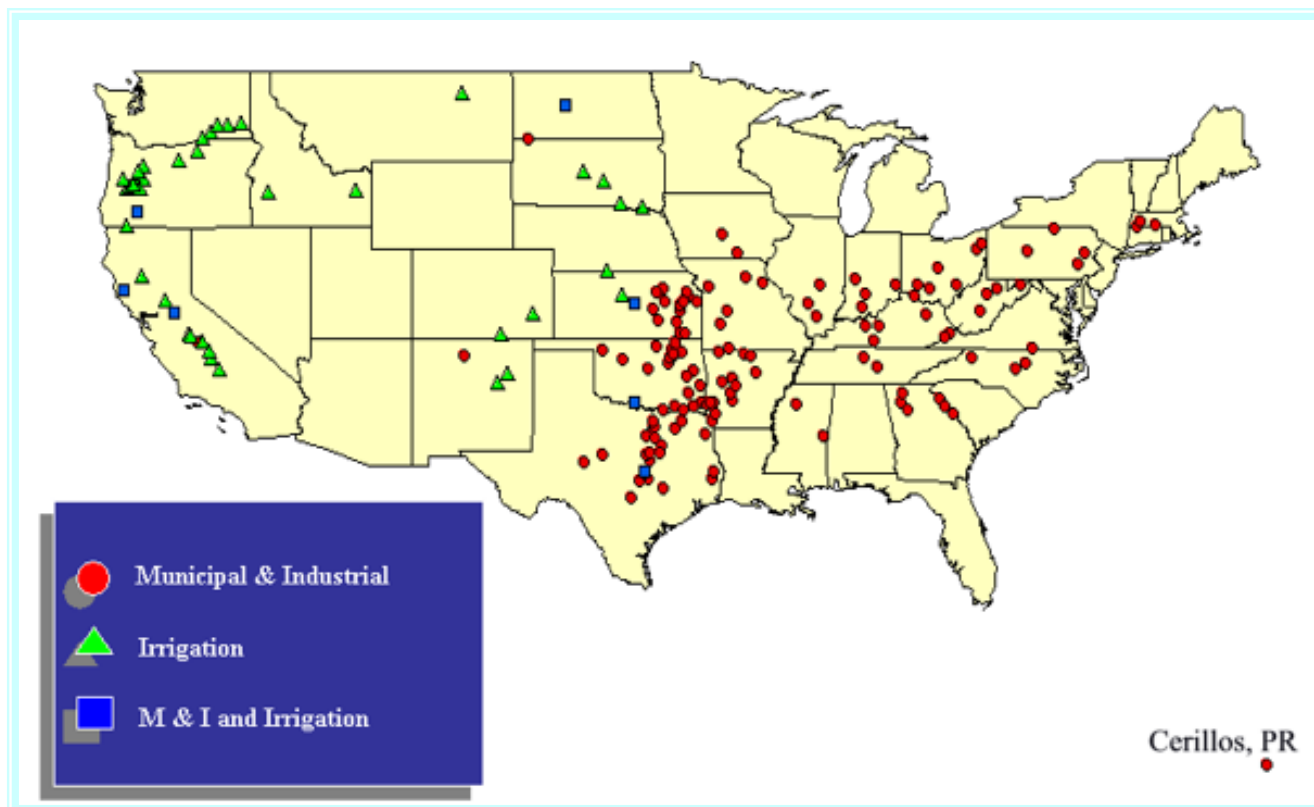 Municipal & Industrial
Irrigation
M & I and Irrigation
Cerillos, PR